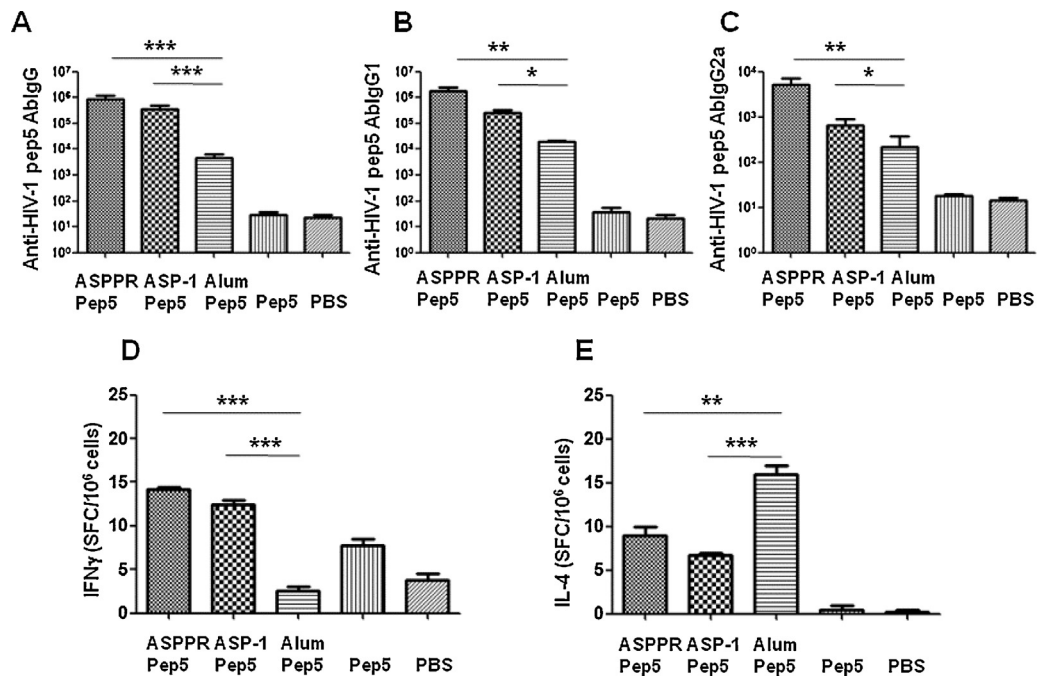 A
Anti-HIV-1 pep5 AbIgG
10⁷
10⁶
10⁵
10⁴
10³
10²
10¹
10⁰
***
***
ASPPR ASP-1 Alum
Pep5 Pep5 Pep5 Pep5 PBS
B
Anti-HIV-1 pep5 AbIgG1
10⁷
10⁶
10⁵
10⁴
10³
10²
10¹
10⁰
**
*
ASPPR ASP-1 Alum
Pep5 Pep5 Pep5 Pep5 PBS
C
Anti-HIV-1 pep5 AbIgG2a
10⁴
10³
10²
10¹
10⁰
**
*
ASPPR ASP-1 Alum
Pep5 Pep5 Pep5 Pep5 PBS
D
IFNγ (SFC/10⁶ cells)
25
20
15
10
5
0
***
***
ASPPR ASP-1 Alum
Pep5 Pep5 Pep5 Pep5 PBS
E
IL-4 (SFC/10⁶ cells)
25
20
15
10
5
0
**
***
ASPPR ASP-1 Alum
Pep5 Pep5 Pep5 Pep5 PBS